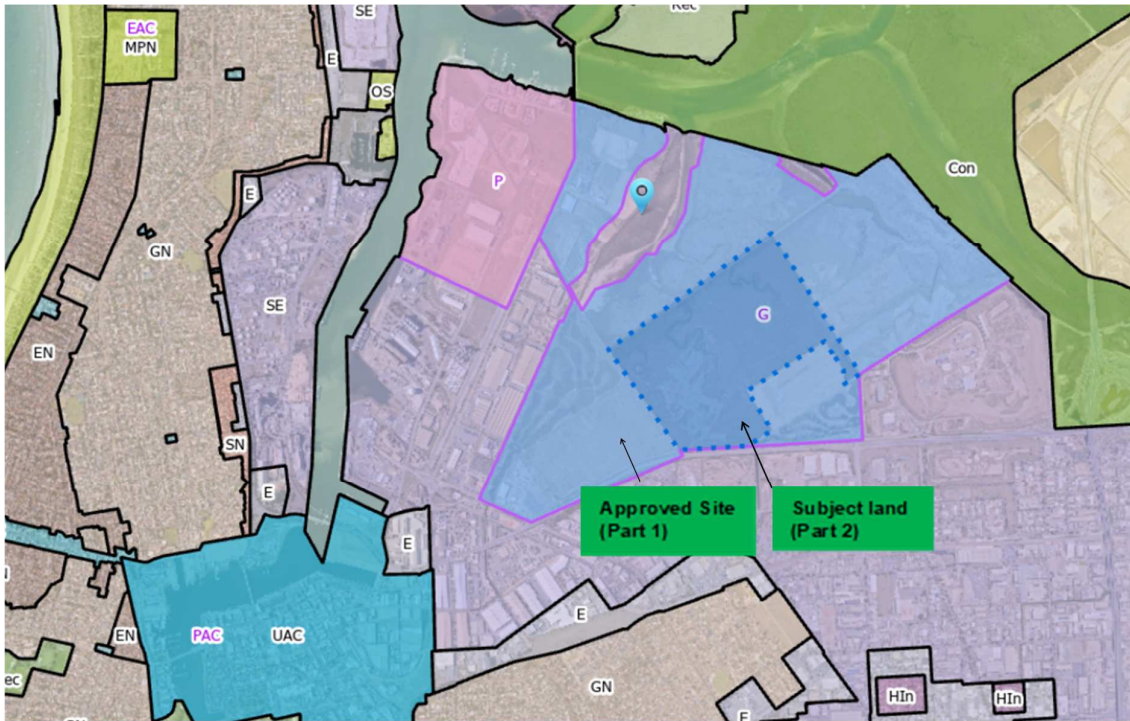 SE
Rec
EAC
MPN
E
OS
Con
P
E
GN
SE
G
EN
SN
E
Approved Site
(Part 1)
Subject land
(Part 2)
E
E
EN
PAC
UAC
GN
HIn
HIn
ec
E